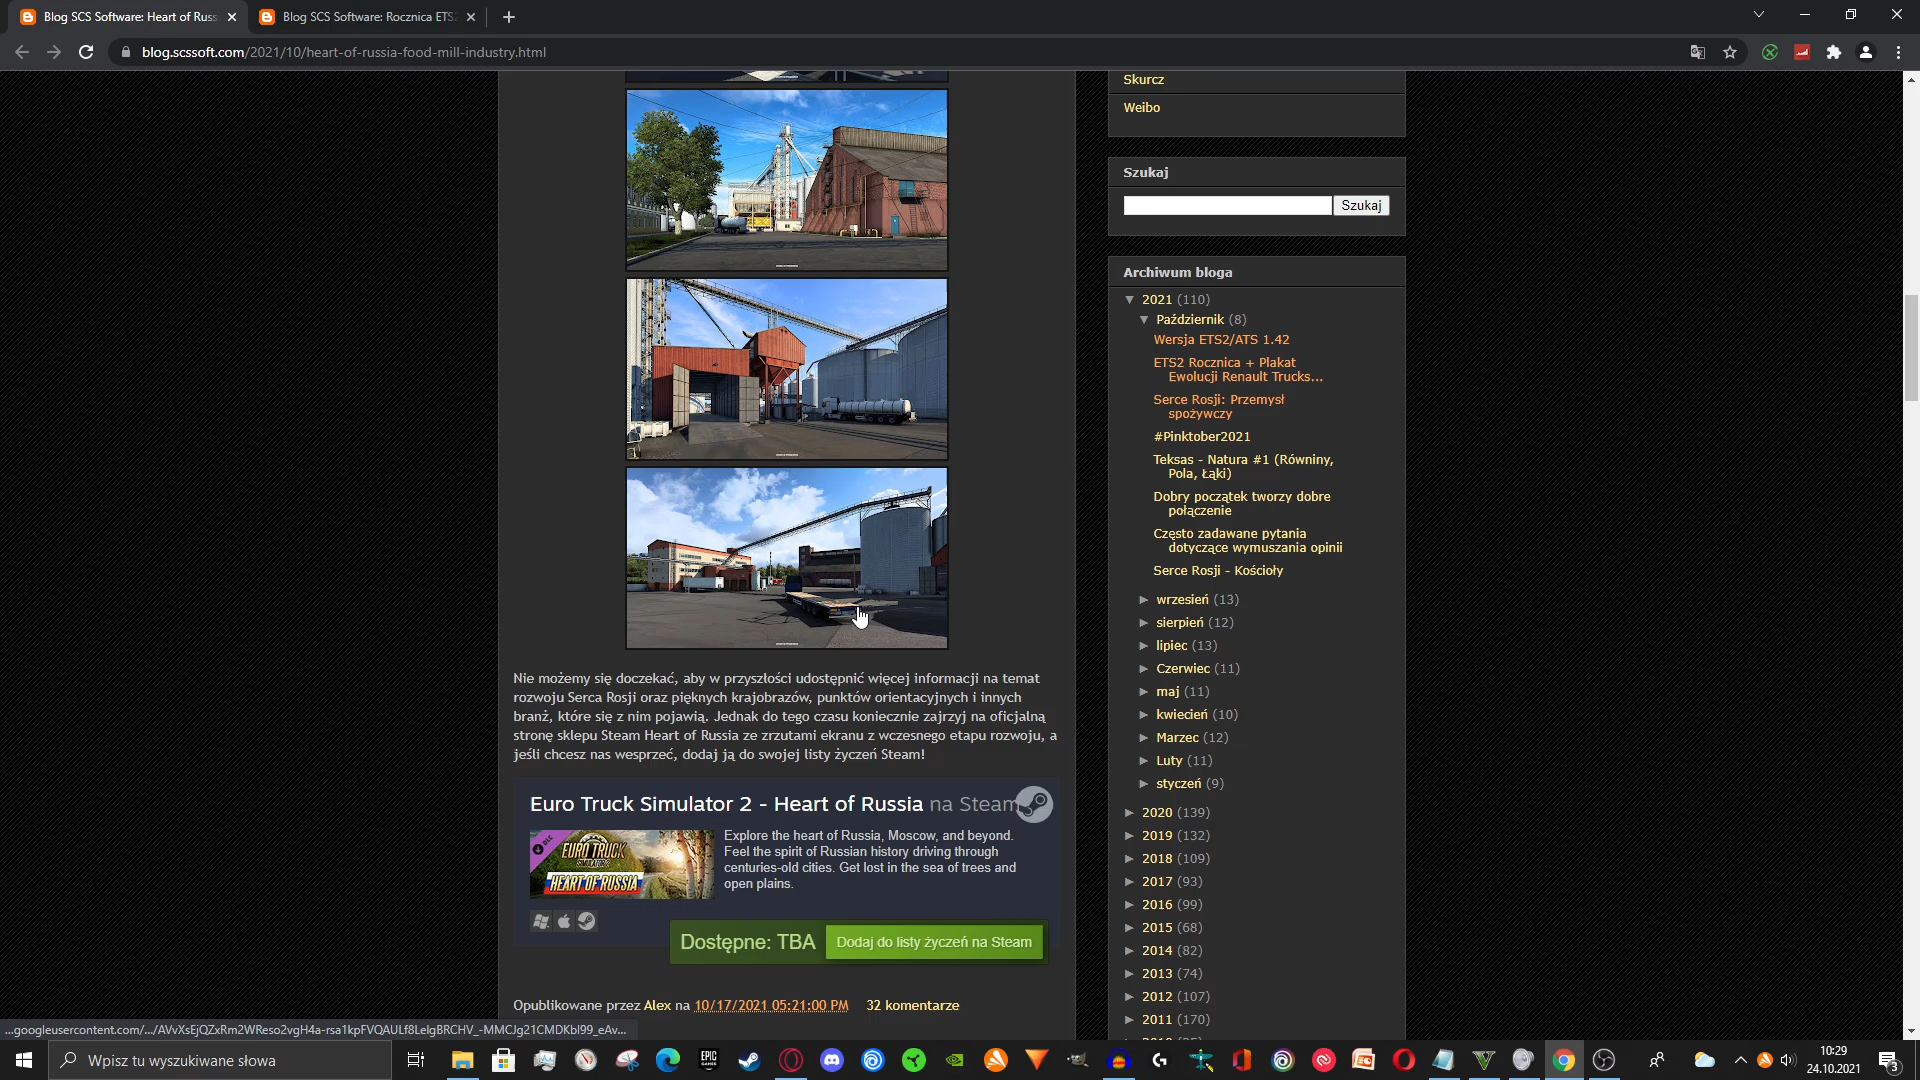 Blog SCS Software: Heart of Russ
Blog SCS Software: Rocznica ETS2
blog.scssoft.com/2021/10/heart-of-russia-food-mill-industry.html
Skurcz
Weibo
Szukaj
Szukaj
Archiwum bloga
▼ 2021 (110)
▼ Październik (8)
Wersja ETS2/ATS 1.42
ETS2 Rocznica + Plakat
Ewolucji Renault Trucks...
Serce Rosji: Przemysł
spożywczy
#Pinktober2021
Teksas - Natura #1 (Równiny,
Pola, Łąki)
Dobry początek tworzy dobre
połączenie
Często zadawane pytania
dotyczące wymuszania opinii
Serce Rosji - Kościoły
► wrzesień (13)
► sierpień (12)
► lipiec (13)
► Czerwiec (11)
► maj (11)
► kwiecień (10)
► Marzec (12)
► Luty (11)
► styczeń (9)
► 2020 (139)
► 2019 (132)
► 2018 (109)
► 2017 (93)
► 2016 (99)
► 2015 (68)
► 2014 (82)
► 2013 (74)
► 2012 (107)
► 2011 (170)
Nie możemy się doczekać, aby w przyszłości udostępnić więcej informacji na temat
rozwoju Serca Rosji oraz pięknych krajobrazów, punktów orientacyjnych i innych
branż, które się z nim pojawią. Jednak do tego czasu koniecznie zajrzyj na oficjalną
stronę sklepu Steam Heart of Russia ze zrzutami ekranu z wczesnego etapu rozwoju, a
jeśli chcesz nas wesprzeć, dodaj ją do swojej listy życzeń Steam!
Euro Truck Simulator 2 - Heart of Russia na Steam
DLC
EURO TRUCK
SIMULATOR 2
HEART OF RUSSIA
Explore the heart of Russia, Moscow, and beyond.
Feel the spirit of Russian history driving through
centuries-old cities. Get lost in the sea of trees and
open plains.
Dostępne: TBA
Dodaj do listy życzeń na Steam
Opublikowane przez Alex na 10/17/2021 05:21:00 PM 32 komentarze
Wpisz tu wyszukiwane słowa
EPIC
GAMES
10:29
24.10.2021
3